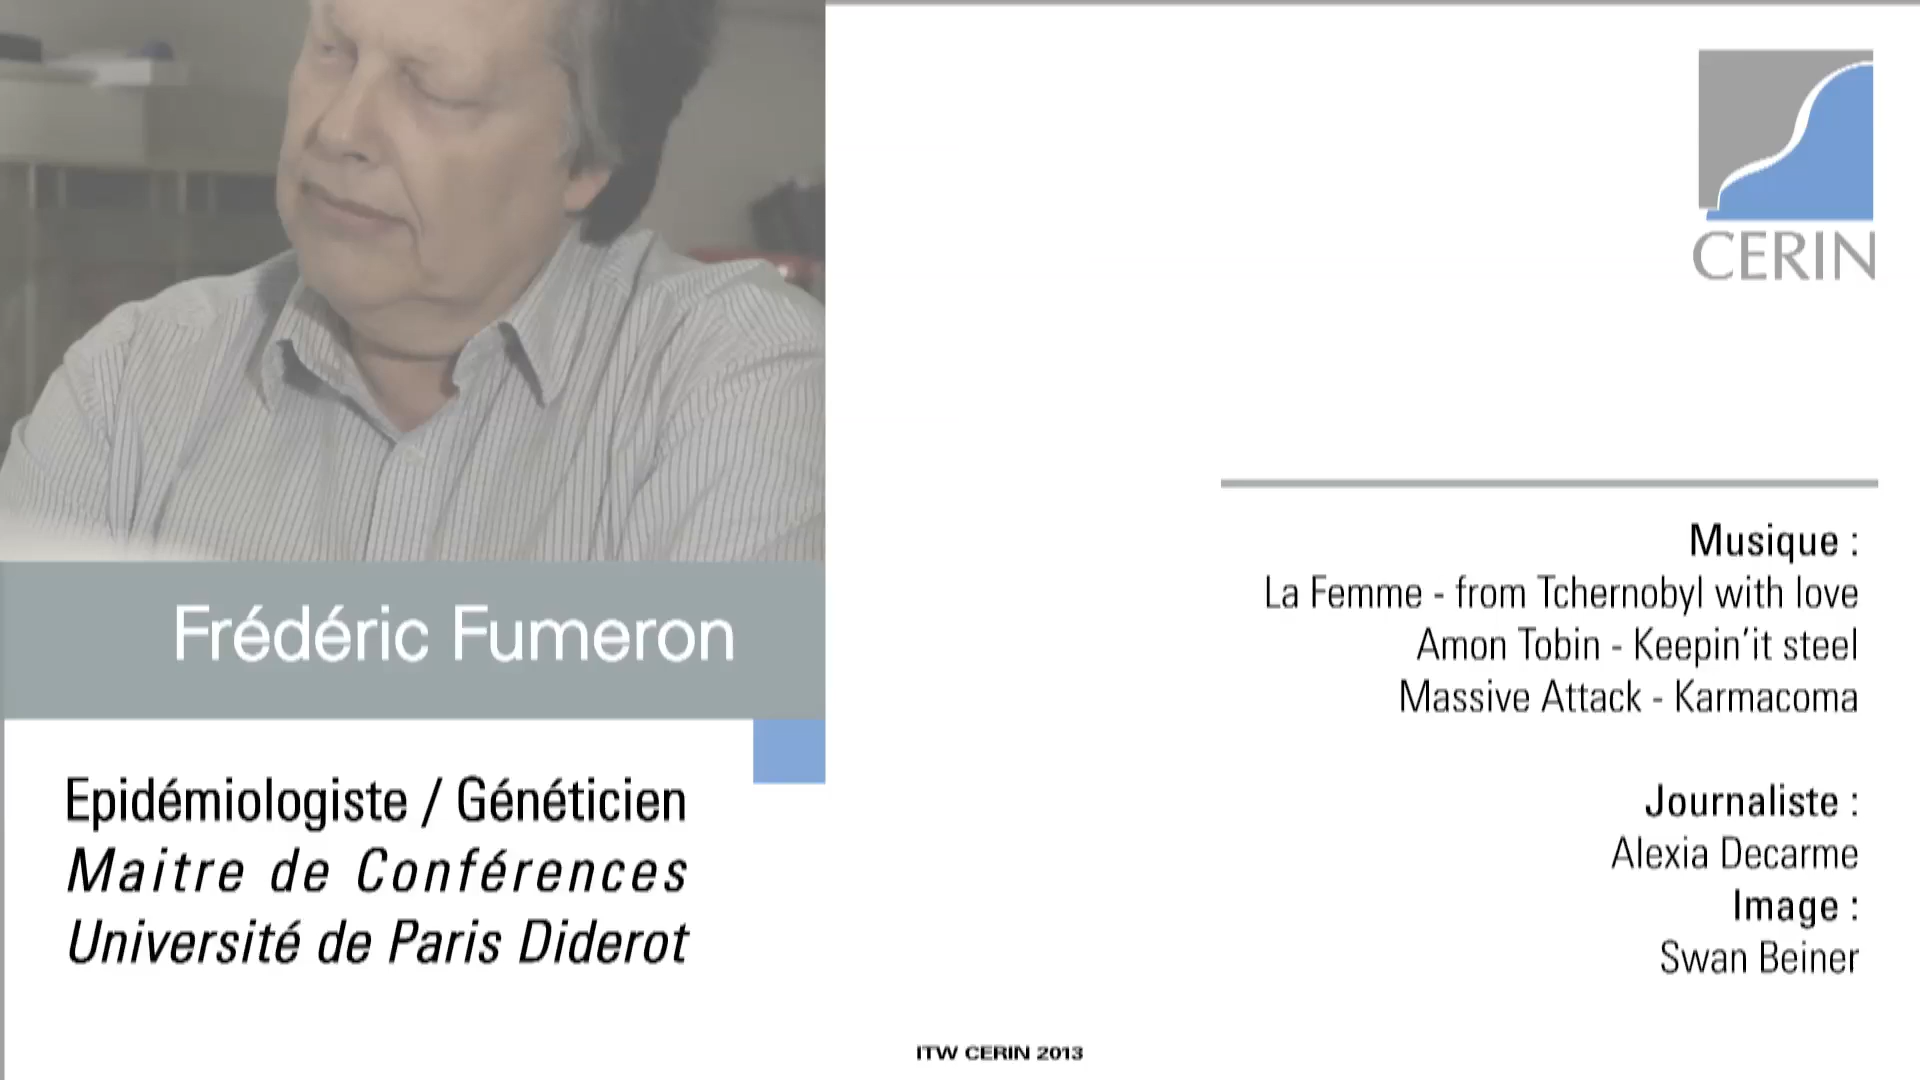 CERIN
Frédéric Fumeron
Epidémiologiste / Généticien
Maitre de Conférences
Université de Paris Diderot
Musique :
La Femme - from Tchernobyl with love
Amon Tobin - Keepin'it steel
Massive Attack - Karmacoma
Journaliste :
Alexia Decarme
Image :
Swan Beiner
ITW CERIN 2013